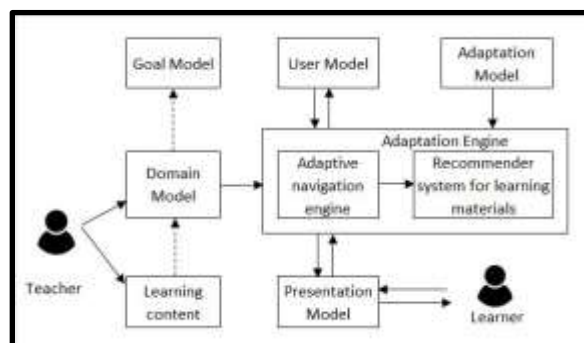 Goal Model
User Model
Adaptation
Model
Adaptation Engine
Domain
Model
Adaptive
navigation
engine
Recommender
system for learning
materials
Teacher
Learning
content
Presentation
Model
Learner